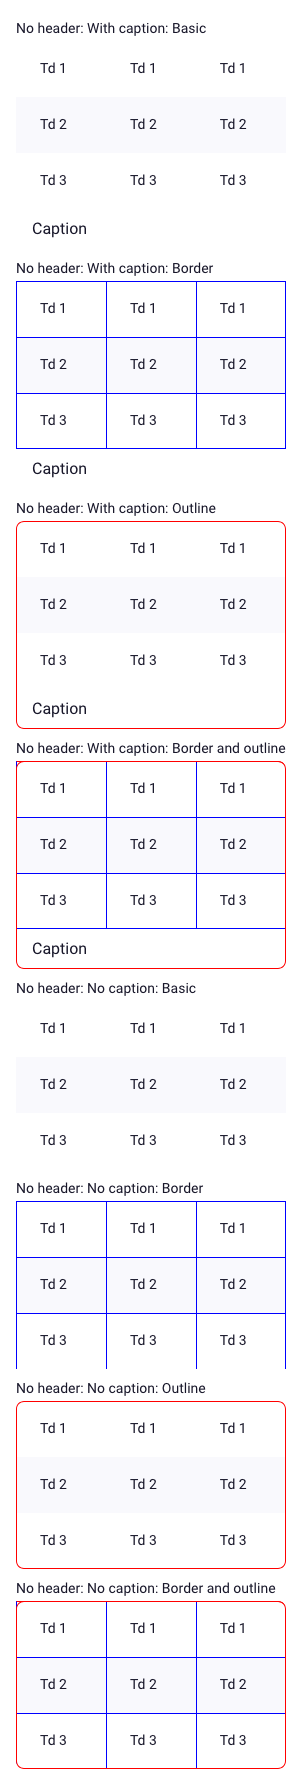 No header: With caption: Basic
Td 1 Td 1 Td 1
Td 2 Td 2 Td 2
Td 3 Td 3 Td 3
Caption
No header: With caption: Border
Td 1 Td 1 Td 1
Td 2 Td 2 Td 2
Td 3 Td 3 Td 3
Caption
No header: With caption: Outline
Td 1 Td 1 Td 1
Td 2 Td 2 Td 2
Td 3 Td 3 Td 3
Caption
No header: With caption: Border and outline
Td 1 Td 1 Td 1
Td 2 Td 2 Td 2
Td 3 Td 3 Td 3
Caption
No header: No caption: Basic
Td 1 Td 1 Td 1
Td 2 Td 2 Td 2
Td 3 Td 3 Td 3
No header: No caption: Border
Td 1 Td 1 Td 1
Td 2 Td 2 Td 2
Td 3 Td 3 Td 3
No header: No caption: Outline
Td 1 Td 1 Td 1
Td 2 Td 2 Td 2
Td 3 Td 3 Td 3
No header: No caption: Border and outline
Td 1 Td 1 Td 1
Td 2 Td 2 Td 2
Td 3 Td 3 Td 3